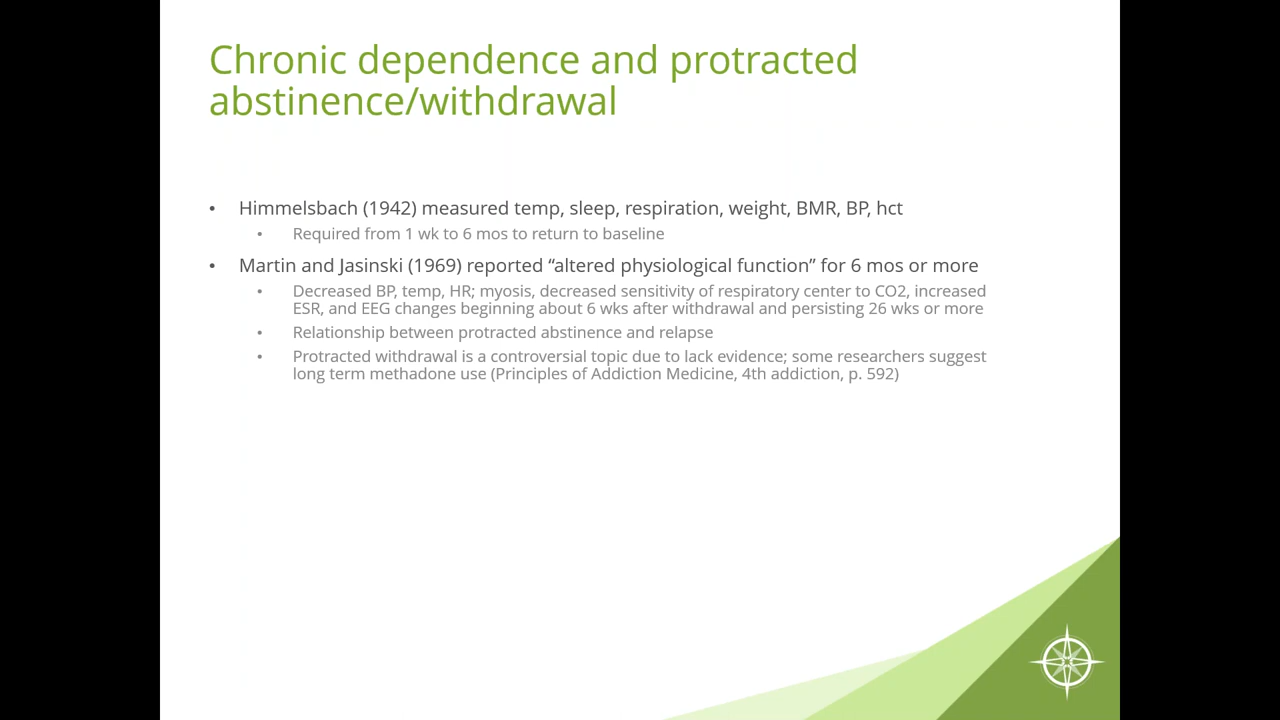 Chronic dependence and protracted
abstinence/withdrawal
• Himmelsbach (1942) measured temp, sleep, respiration, weight, BMR, BP, hct
• Required from 1 wk to 6 mos to return to baseline
• Martin and Jasinski (1969) reported “altered physiological function” for 6 mos or more
• Decreased BP, temp, HR; myosis, decreased sensitivity of respiratory center to CO2, increased
ESR, and EEG changes beginning about 6 wks after withdrawal and persisting 26 wks or more
• Relationship between protracted abstinence and relapse
• Protracted withdrawal is a controversial topic due to lack evidence; some researchers suggest
long term methadone use (Principles of Addiction Medicine, 4th addiction, p. 592)